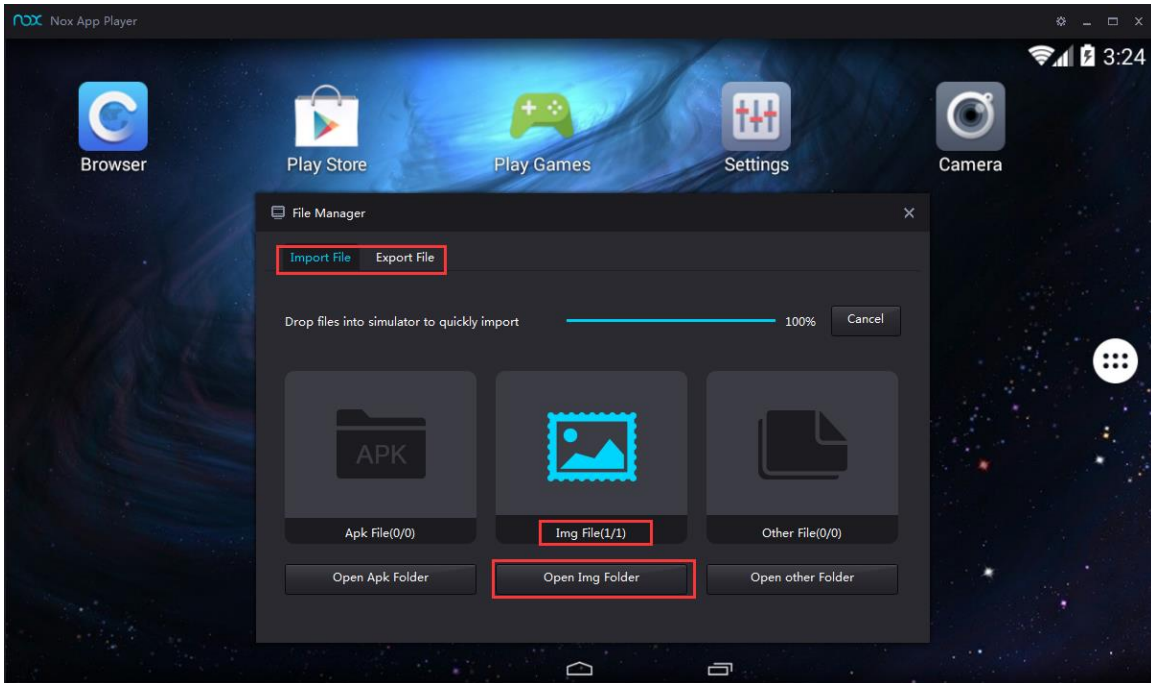 nox Nox App Player
3:24
Browser
Play Store
Play Games
Settings
Camera
File Manager
Import File
Export File
Drop files into simulator to quickly import
100%
Cancel
APK
Apk File(0/0)
Img File(1/1)
Other File(0/0)
Open Apk Folder
Open Img Folder
Open other Folder